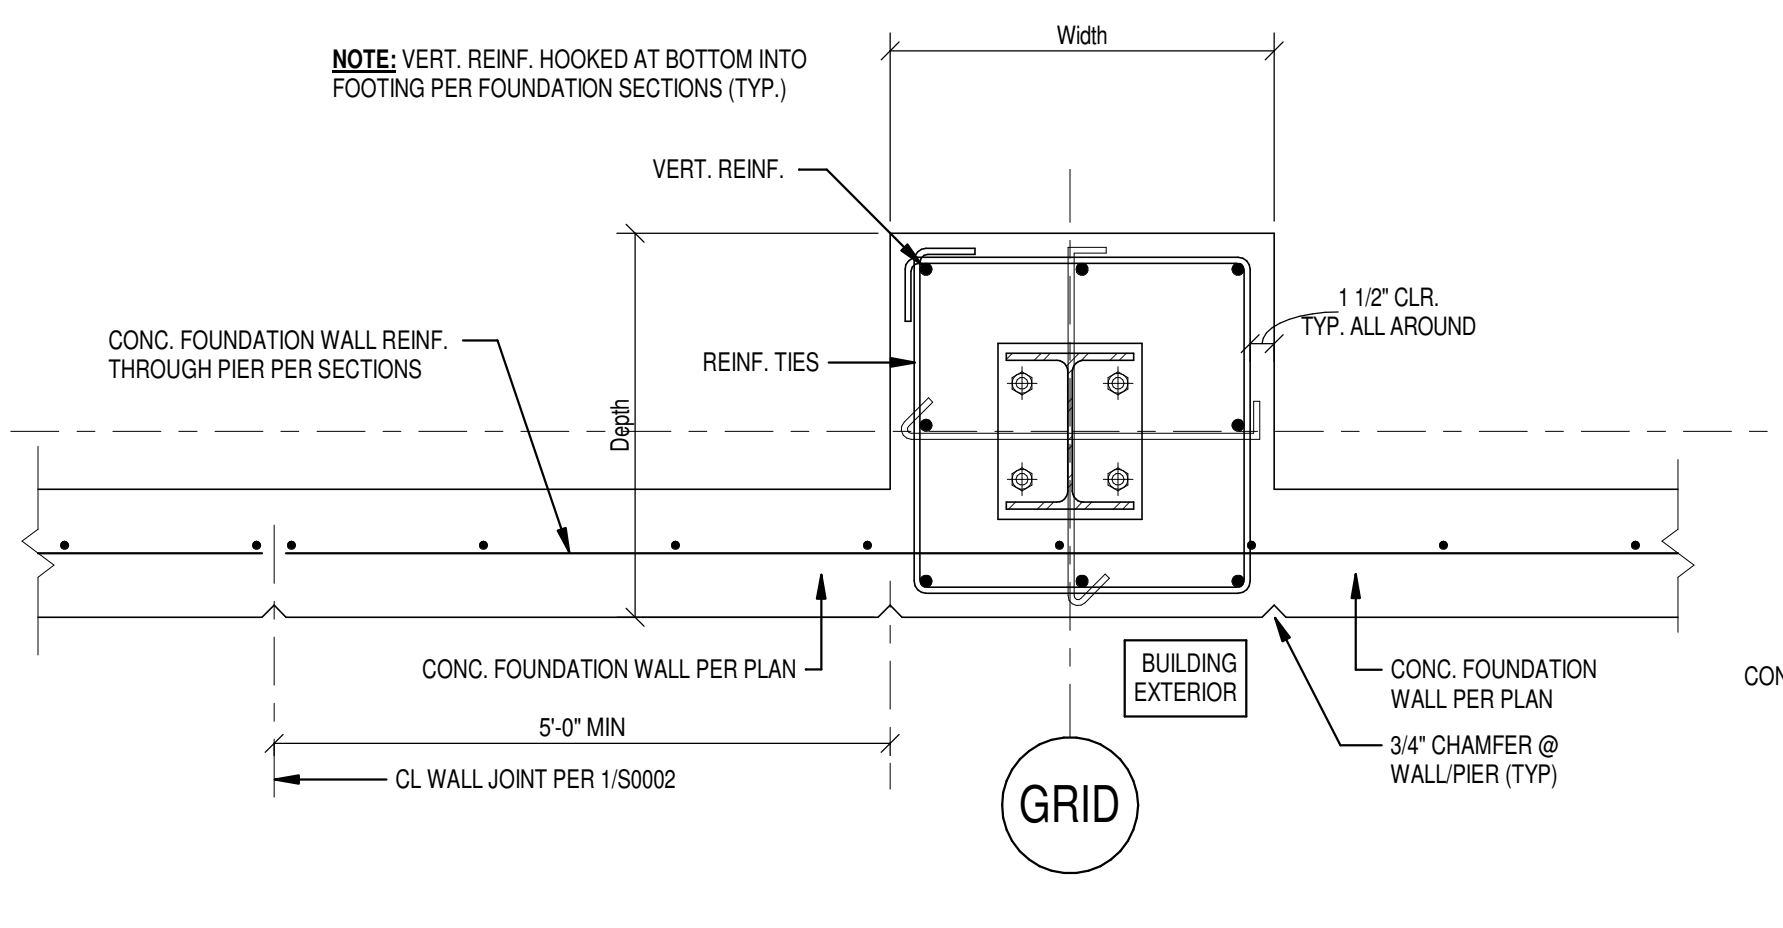 Width
NOTE: VERT. REINF. HOOKED AT BOTTOM INTO
FOOTING PER FOUNDATION SECTIONS (TYP.)
VERT. REINF.
1 1/2" CLR.
TYP. ALL AROUND
CONC. FOUNDATION WALL REINF.
THROUGH PIER PER SECTIONS
REINF. TIES
Depth
CONC. FOUNDATION WALL PER PLAN
BUILDING
EXTERIOR
CONC. FOUNDATION
WALL PER PLAN
CON
5'-0" MIN
3/4" CHAMFER @
WALL/PIER (TYP)
CL WALL JOINT PER 1/S0002
GRID